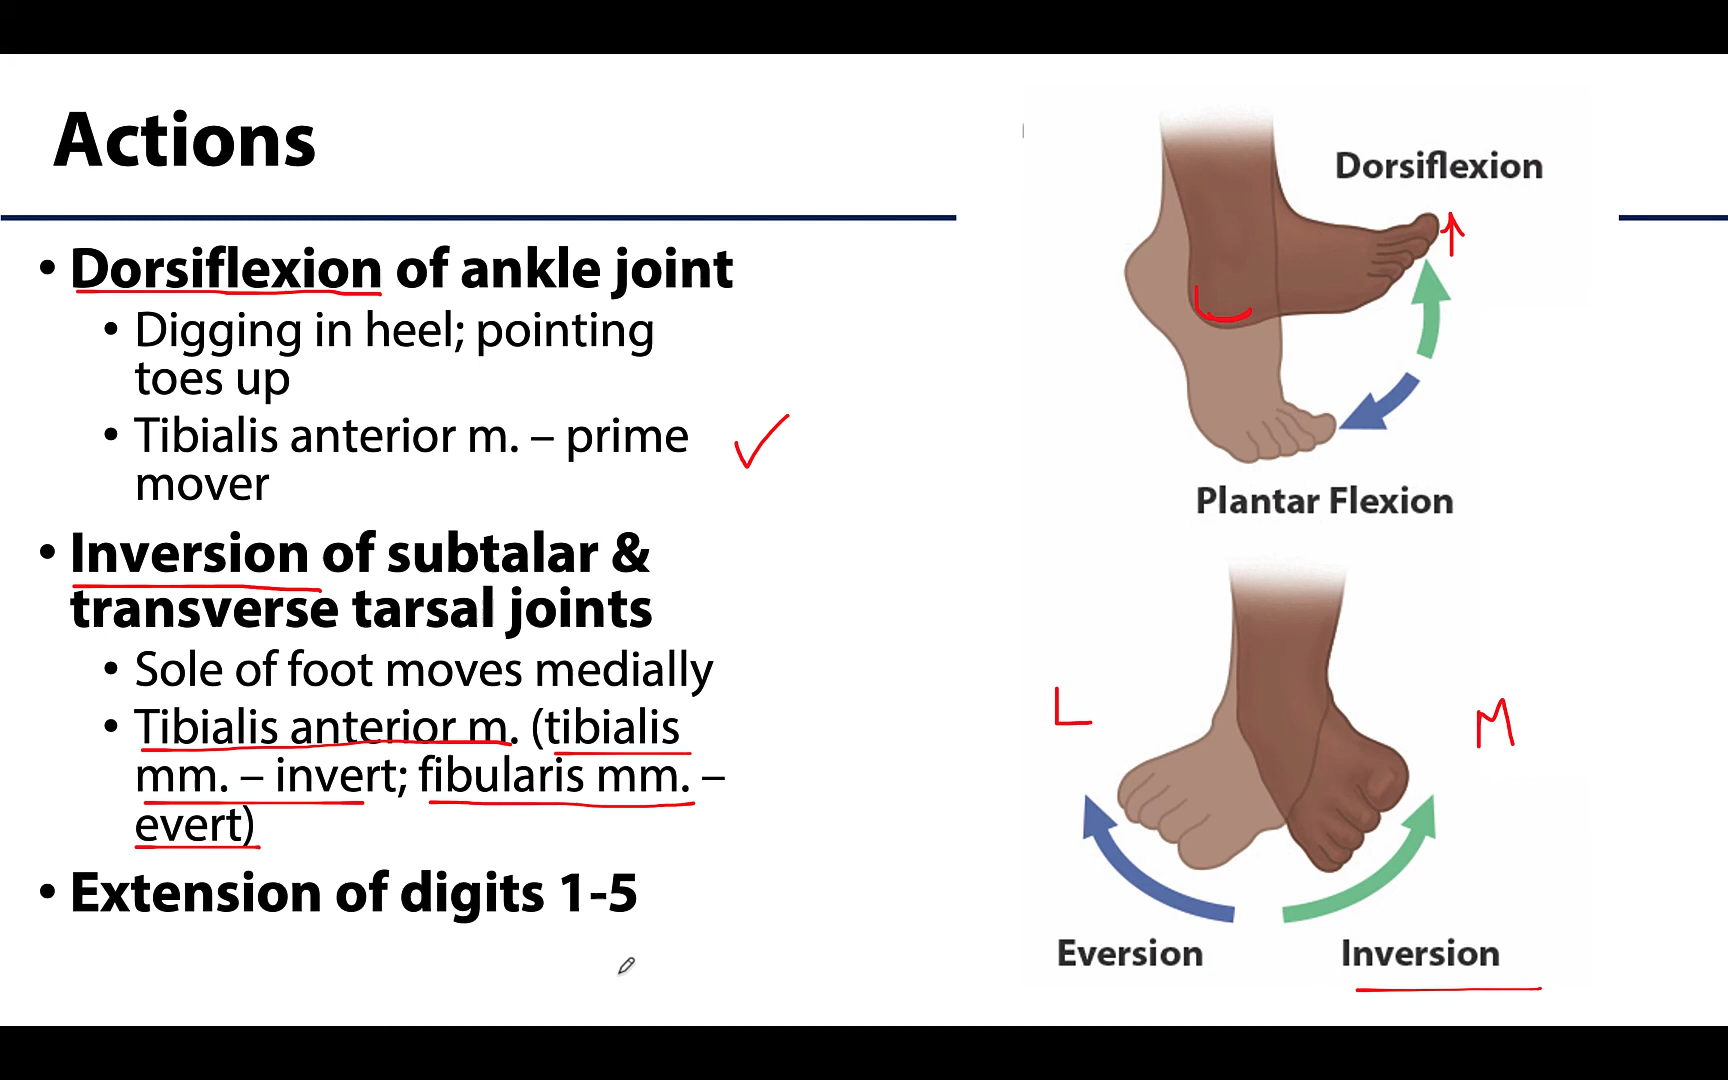 Actions
• Dorsiflexion of ankle joint
• Digging in heel; pointing
toes up
• Tibialis anterior m. – prime
mover
• Inversion of subtalar &
transverse tarsal joints
• Sole of foot moves medially
• Tibialis anterior m. (tibialis
mm. – invert; fibularis mm. –
evert)
• Extension of digits 1-5
Dorsiflexion
Plantar Flexion
L
M
Eversion
Inversion